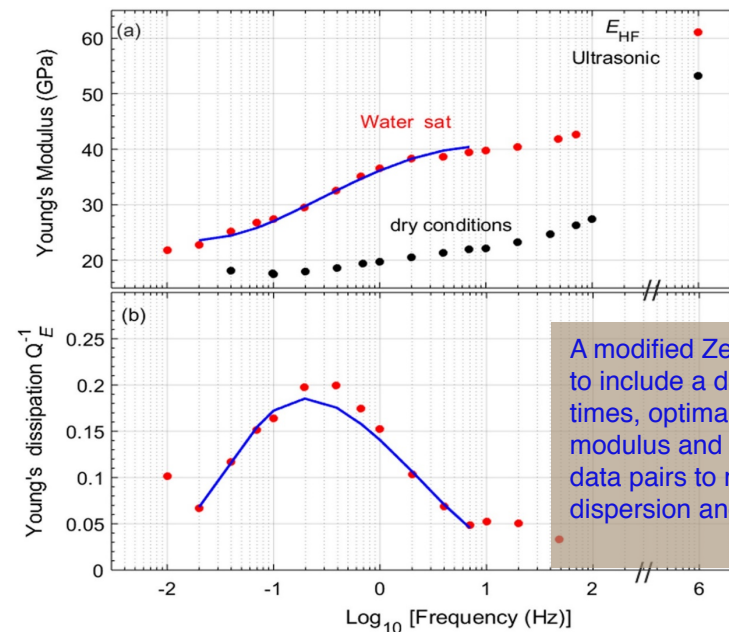 (a)
E_HF
Ultrasonic
Water sat
dry conditions
Young's Modulus (GPa)
60
50
40
30
20
(b)
Young's dissipation Q_E^-1
0.25
0.2
0.15
0.1
0.05
0
A modified Ze
to include a d
times, optima
modulus and
data pairs to
dispersion an
-2 -1 0 1 2 6
Log10 [Frequency (Hz)]